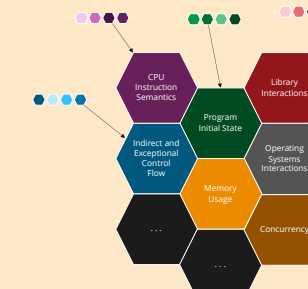 CPU
Instruction
Semantics
Program
Initial State
Library
Interactions
Indirect and
Exceptional
Control
Flow
Operating
Systems
Interactions
Memory
Usage
. . .
Concurrency
. . .